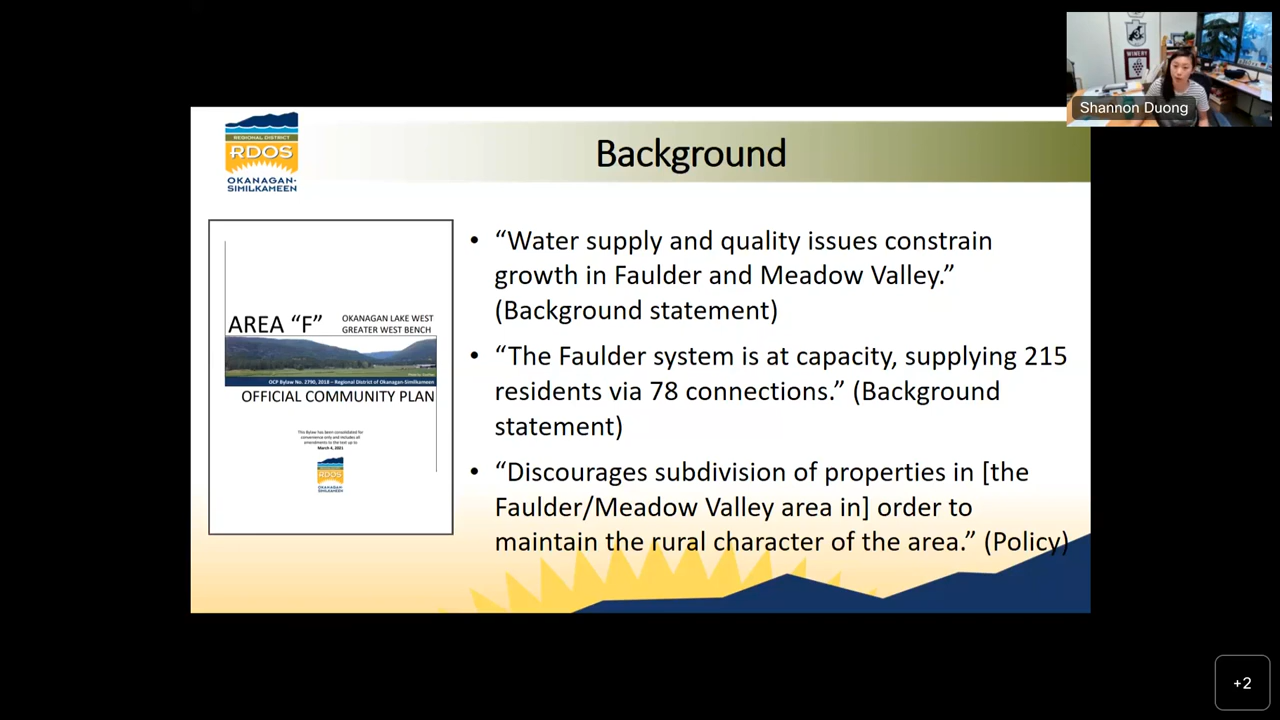 WINERY
Shannon Duong
REGIONAL DISTRICT
RDOS
OKANAGAN-
SIMILKAMEEN
Background
AREA “F”
OKANAGAN LAKE WEST
GREATER WEST BENCH
OCP Bylaw No. 2790, 2018 – Regional District of Okanagan-Similkameen
OFFICIAL COMMUNITY PLAN
This Bylaw has been consolidated for
convenience only and includes all
amendments to the text up to
March 4, 2021
RDOS
OKANAGAN-
SIMILKAMEEN
• “Water supply and quality issues constrain
growth in Faulder and Meadow Valley.”
(Background statement)
• “The Faulder system is at capacity, supplying 215
residents via 78 connections.” (Background
statement)
• “Discourages subdivision of properties in [the
Faulder/Meadow Valley area in] order to
maintain the rural character of the area.” (Policy)
+2